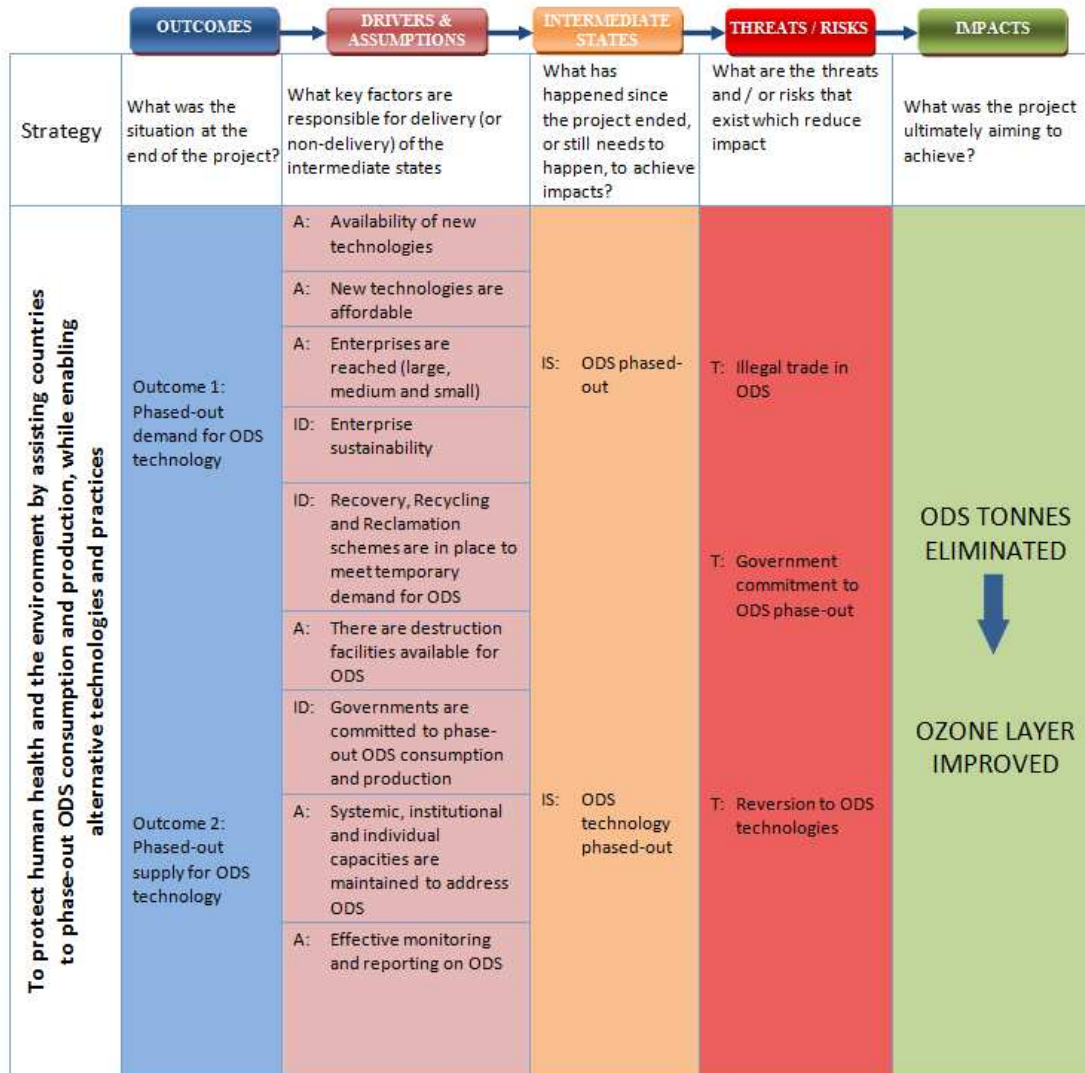 OUTCOMES
DRIVERS &
ASSUMPTIONS
INTERMEDIATE
STATES
THREATS / RISKS
IMPACTS
Strategy
What was the
situation at the
end of the project?
What key factors are
responsible for delivery (or
non-delivery) of the
intermediate states
What has
happened since
the project ended,
or still needs to
happen, to achieve
impacts?
What are the threats
and / or risks that
exist which reduce
impact
What was the project
ultimately aiming to
achieve?
To protect human health and the environment by assisting countries
to phase-out ODS consumption and production, while enabling
alternative technologies and practices
Outcome 1:
Phased-out
demand for ODS
technology
Outcome 2:
Phased-out
supply for ODS
technology
A: Availability of new
technologies
A: New technologies are
affordable
A: Enterprises are
reached (large,
medium and small)
ID: Enterprise
sustainability
ID: Recovery, Recycling
and Reclamation
schemes are in place to
meet temporary
demand for ODS
A: There are destruction
facilities available for
ODS
ID: Governments are
committed to phase-
out ODS consumption
and production
A: Systemic, institutional
and individual
capacities are
maintained to address
ODS
A: Effective monitoring
and reporting on ODS
IS: ODS phased-
out
IS: ODS
technology
phased-out
T: Illegal trade in
ODS
T: Government
commitment to
ODS phase-out
T: Reversion to ODS
technologies
ODS TONNES
ELIMINATED
OZONE LAYER
IMPROVED